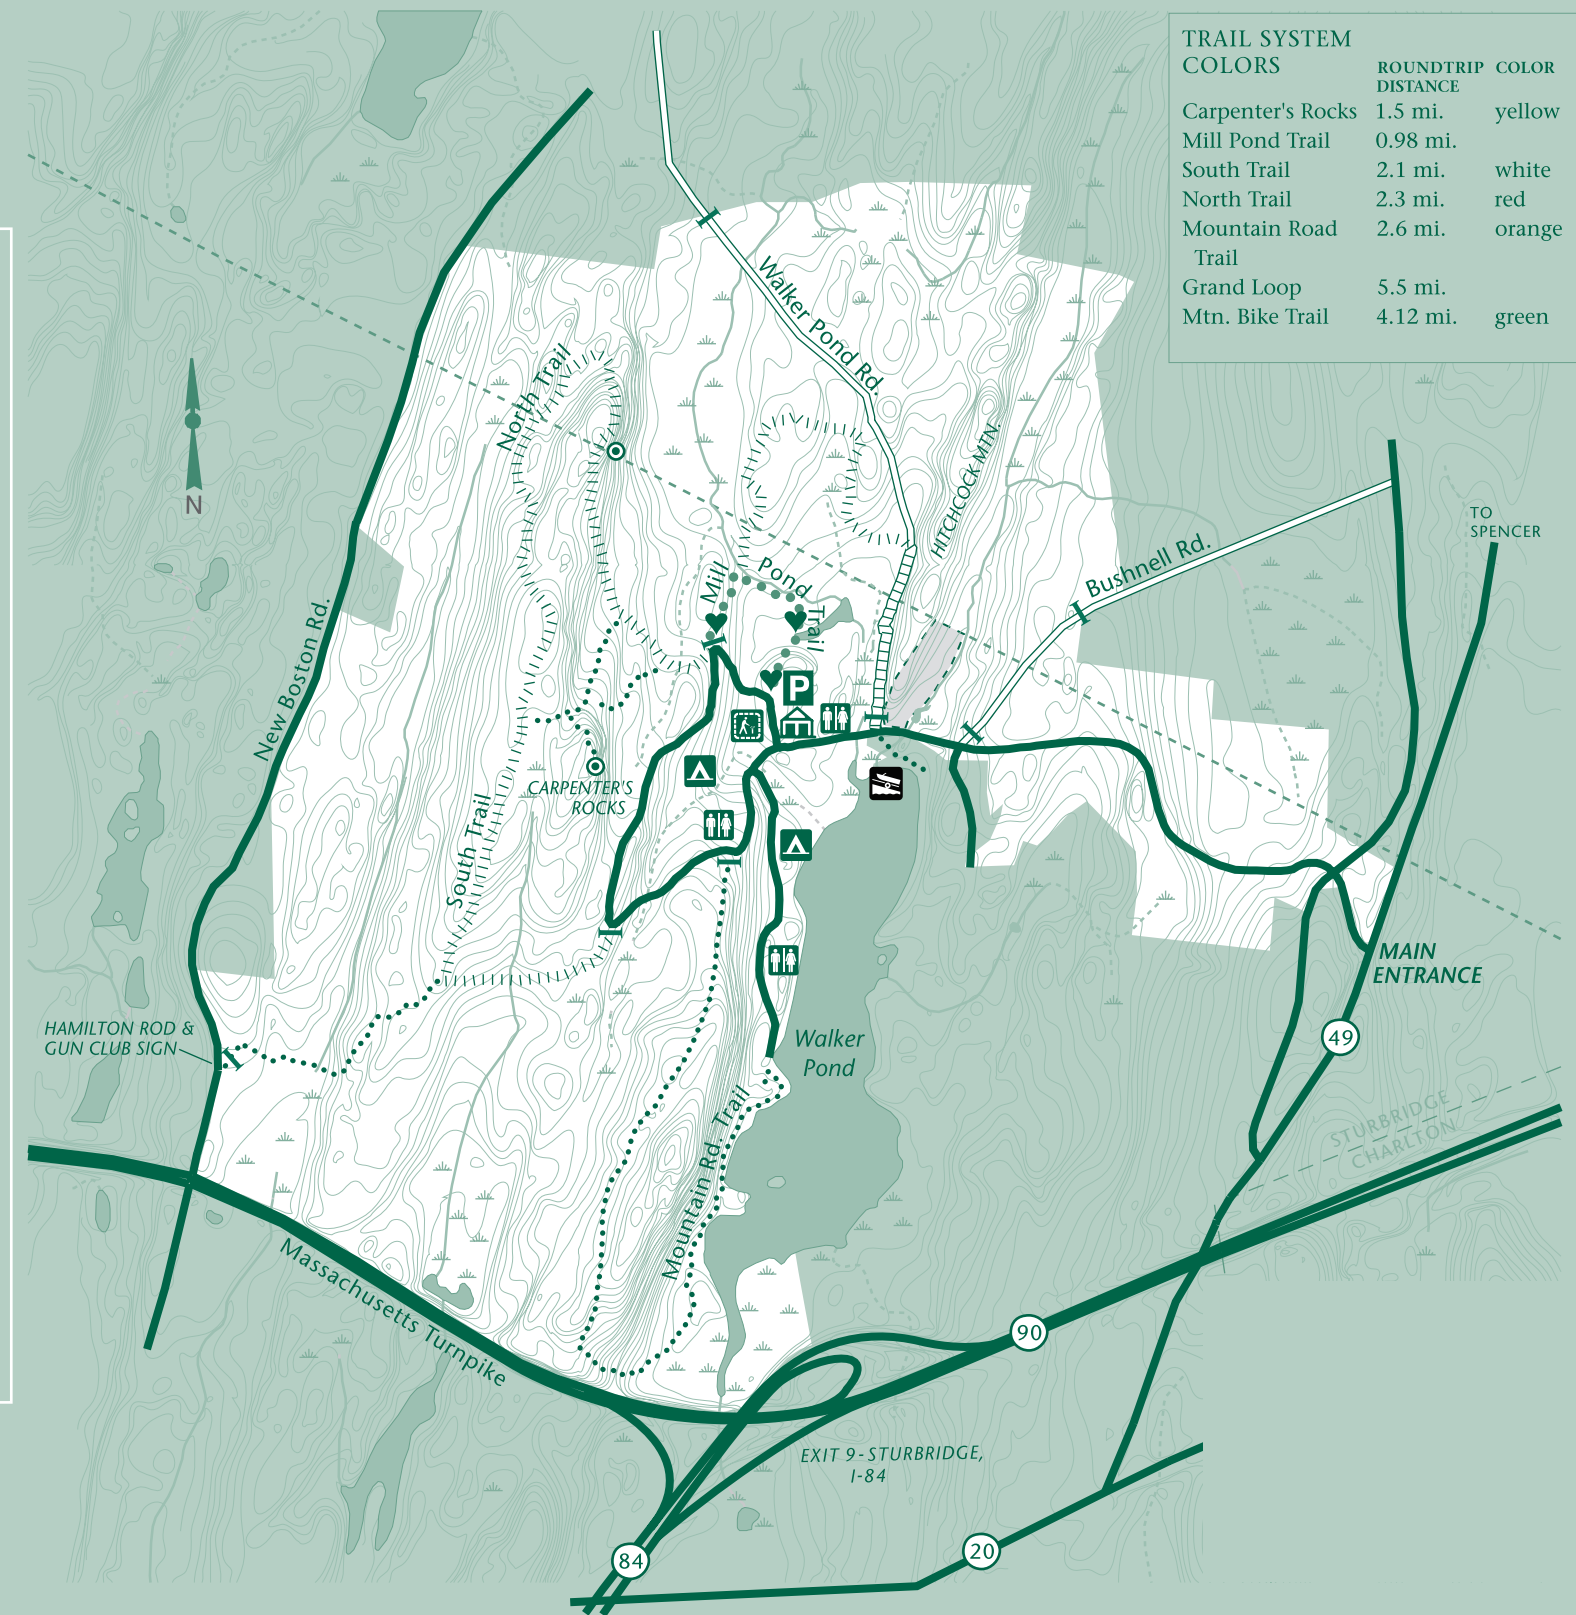 TRAIL SYSTEM
COLORS
ROUNDTRIP DISTANCE
COLOR
Carpenter's Rocks 1.5 mi. yellow
Mill Pond Trail 0.98 mi.
South Trail 2.1 mi. white
North Trail 2.3 mi. red
Mountain Road 2.6 mi. orange
Trail
Grand Loop 5.5 mi.
Mtn. Bike Trail 4.12 mi. green
Walker Pond Rd.
North Trail
HITCHCOCK MTN.
N
TO
SPENCER
Bushnell Rd.
Mill Pond Trail
New Boston Rd.
P
CARPENTER'S
ROCKS
South Trail
MAIN
ENTRANCE
HAMILTON ROD &
GUN CLUB SIGN
Walker
Pond
49
Mountain Rd. Trail
STURBRIDGE
CHARLTON
Massachusetts Turnpike
90
EXIT 9-STURBRIDGE,
I-84
20
84